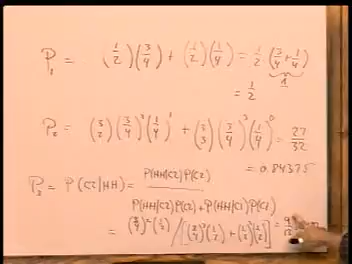 P₁ = (1/2)(3/4) + (1/2)(1/4) = 1/2 (3/4 + 1/4)
1
= 1/2
P₂ = (3 2)(3/4)²(1/4)¹ + (3 3)(3/4)³(1/4)⁰ = 27/32
= 0.84375
P₃ = P(C2|HH) = P(HH|C2)P(C2)
P(HH|C2)P(C2)+P(HH|C1)P(C1)
= (3/4)²(1/2) / [(3/4)²(1/2) + (1/2)²(1/2)] =